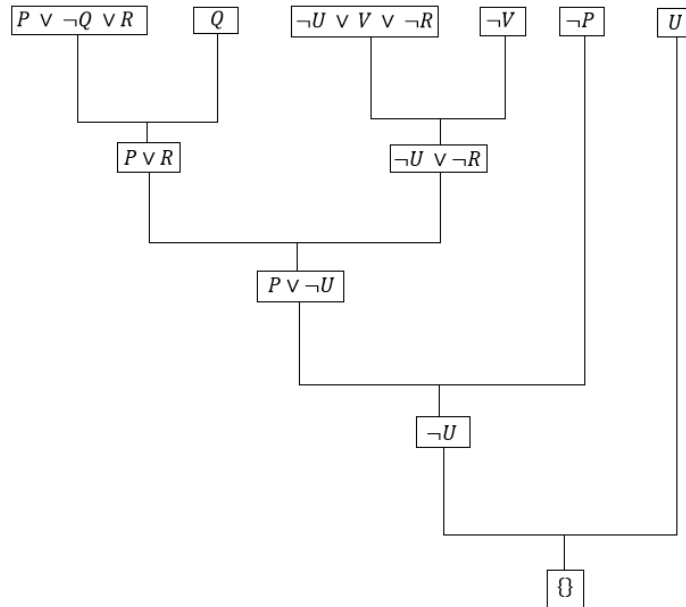 P ∨ ¬Q ∨ R Q ¬U ∨ V ∨ ¬R ¬V ¬P U
P ∨ R ¬U ∨ ¬R
P ∨ ¬U
¬U
{}